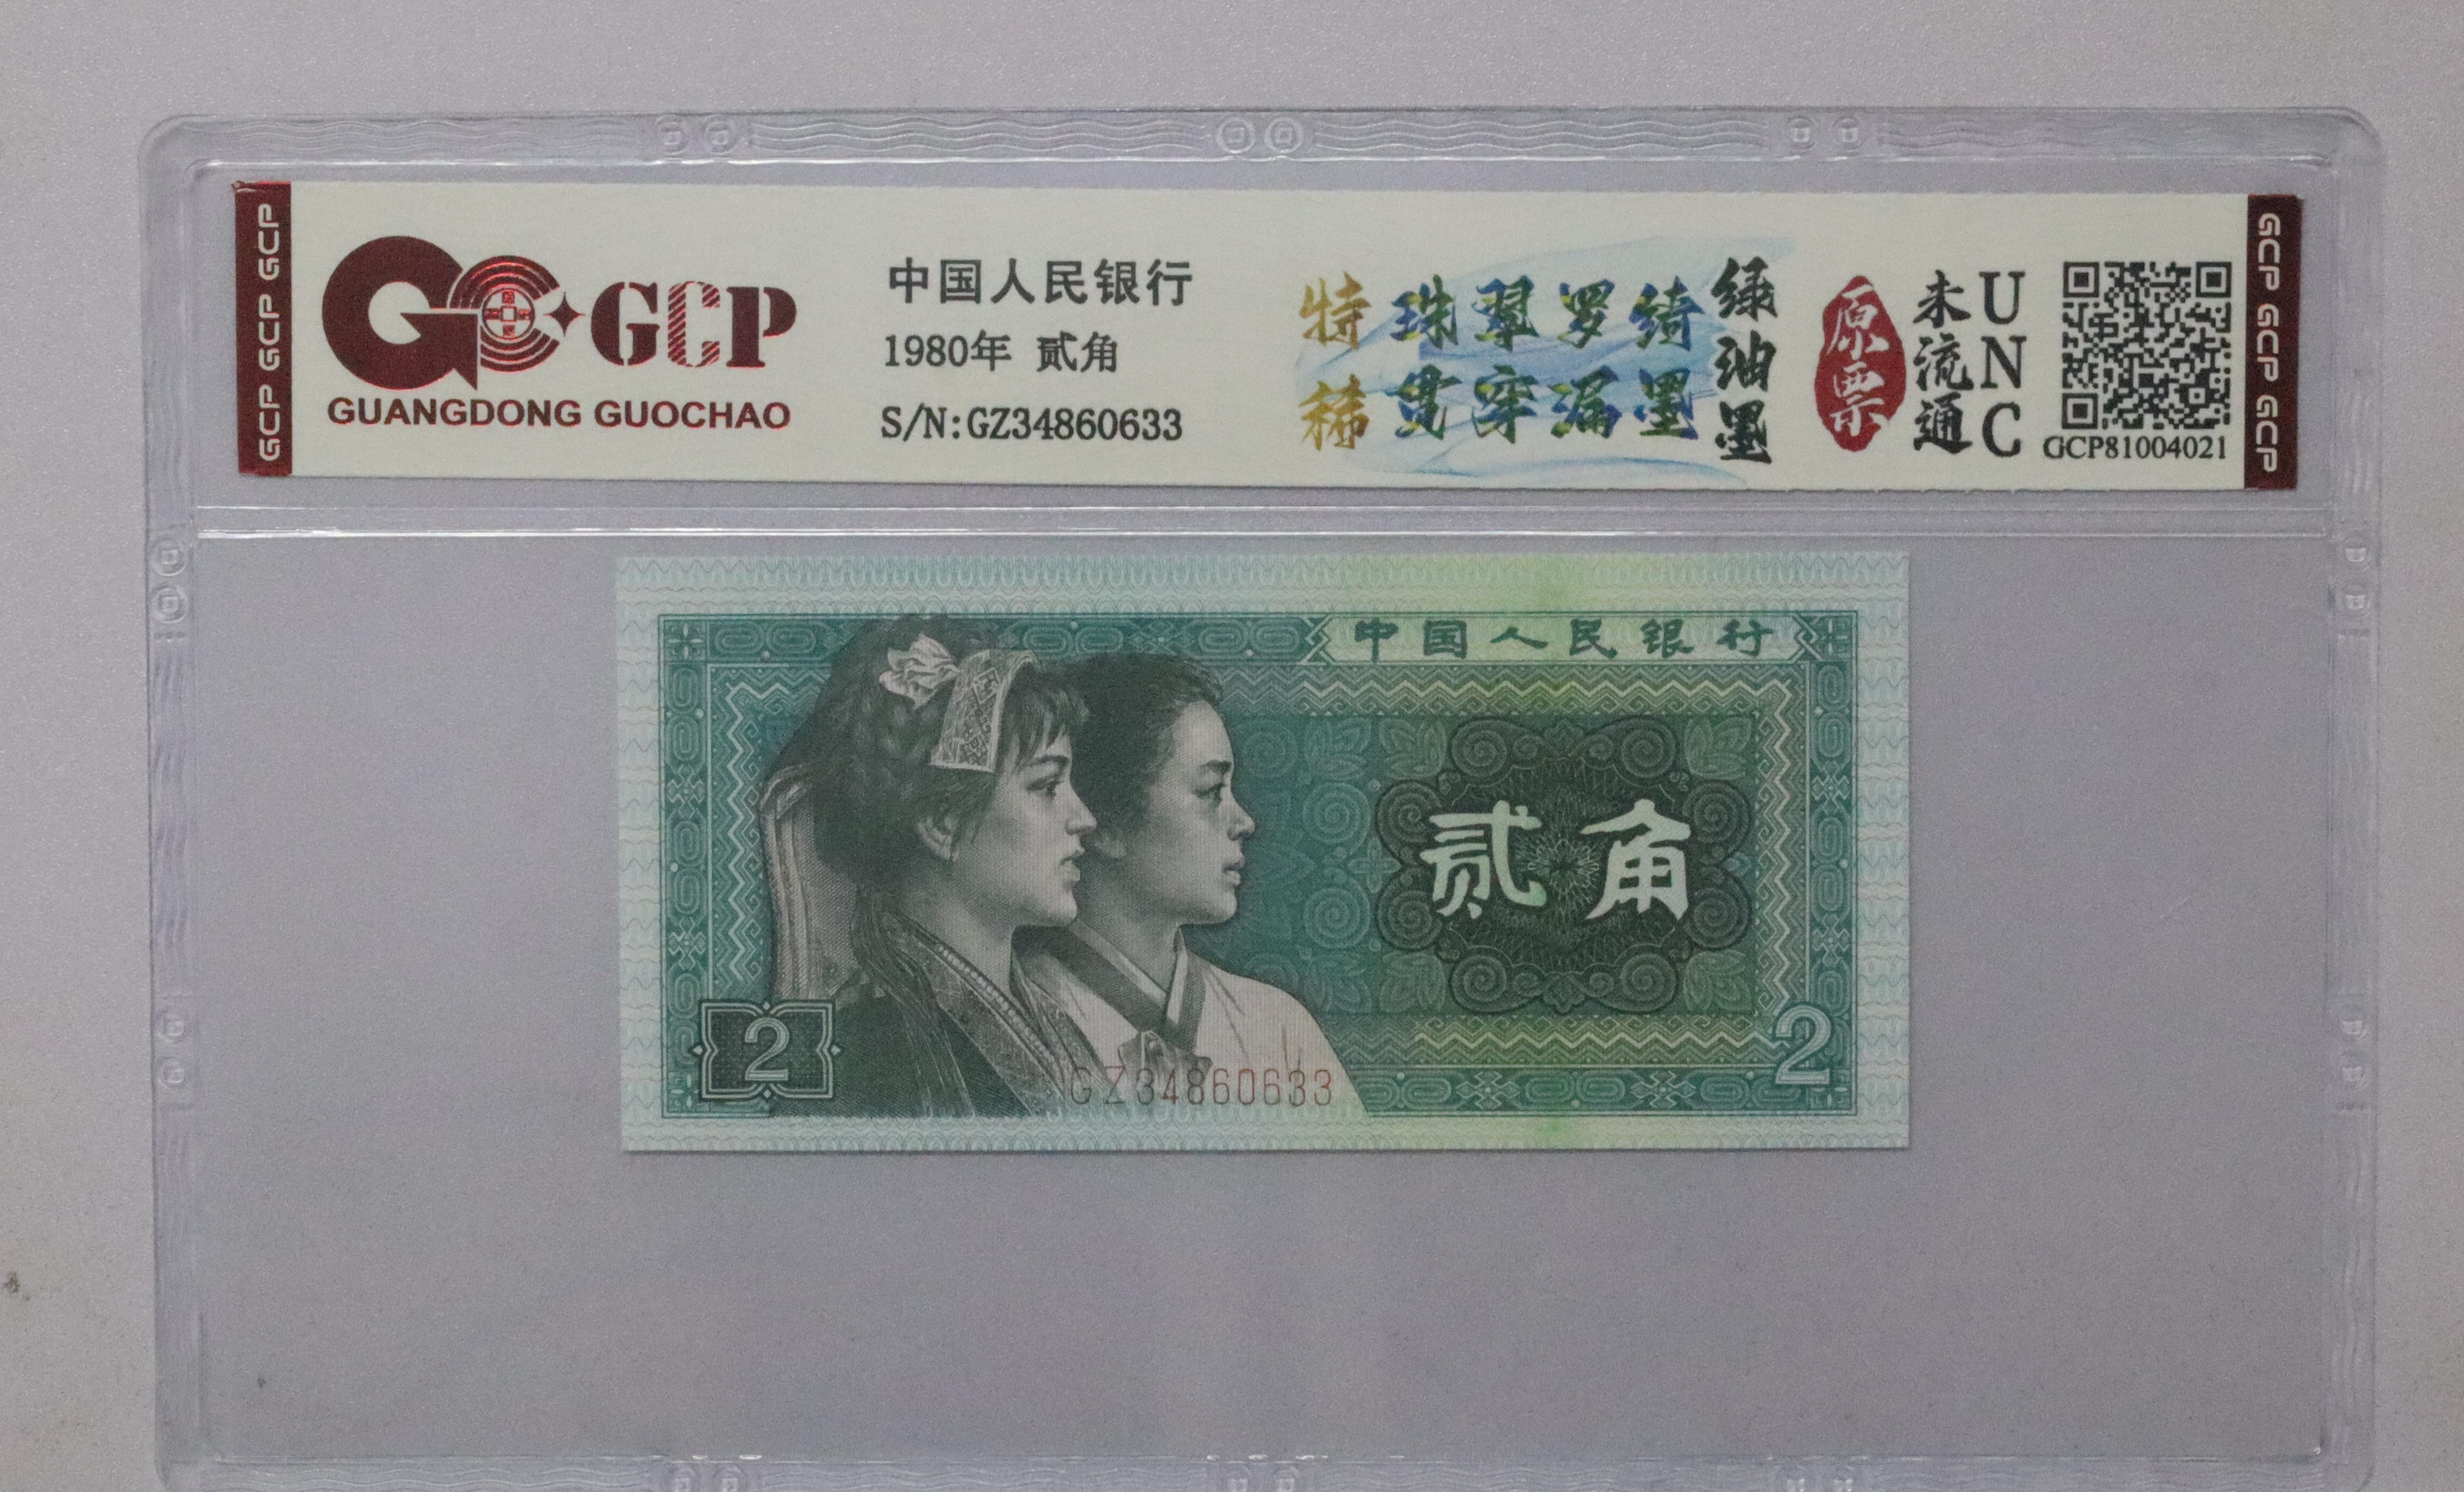 GCP GCP GCP
GCP
GUANGDONG GUOCHAO
中国人民银行
1980年 贰角
S/N:GZ34860633
特稀
珠翠罗绮
贯穿漏墨
绿油墨
原票
未流通
UNC
GCP81004021
GCP GCP GCP
中国人民银行
贰角
2
GZ34860633
2